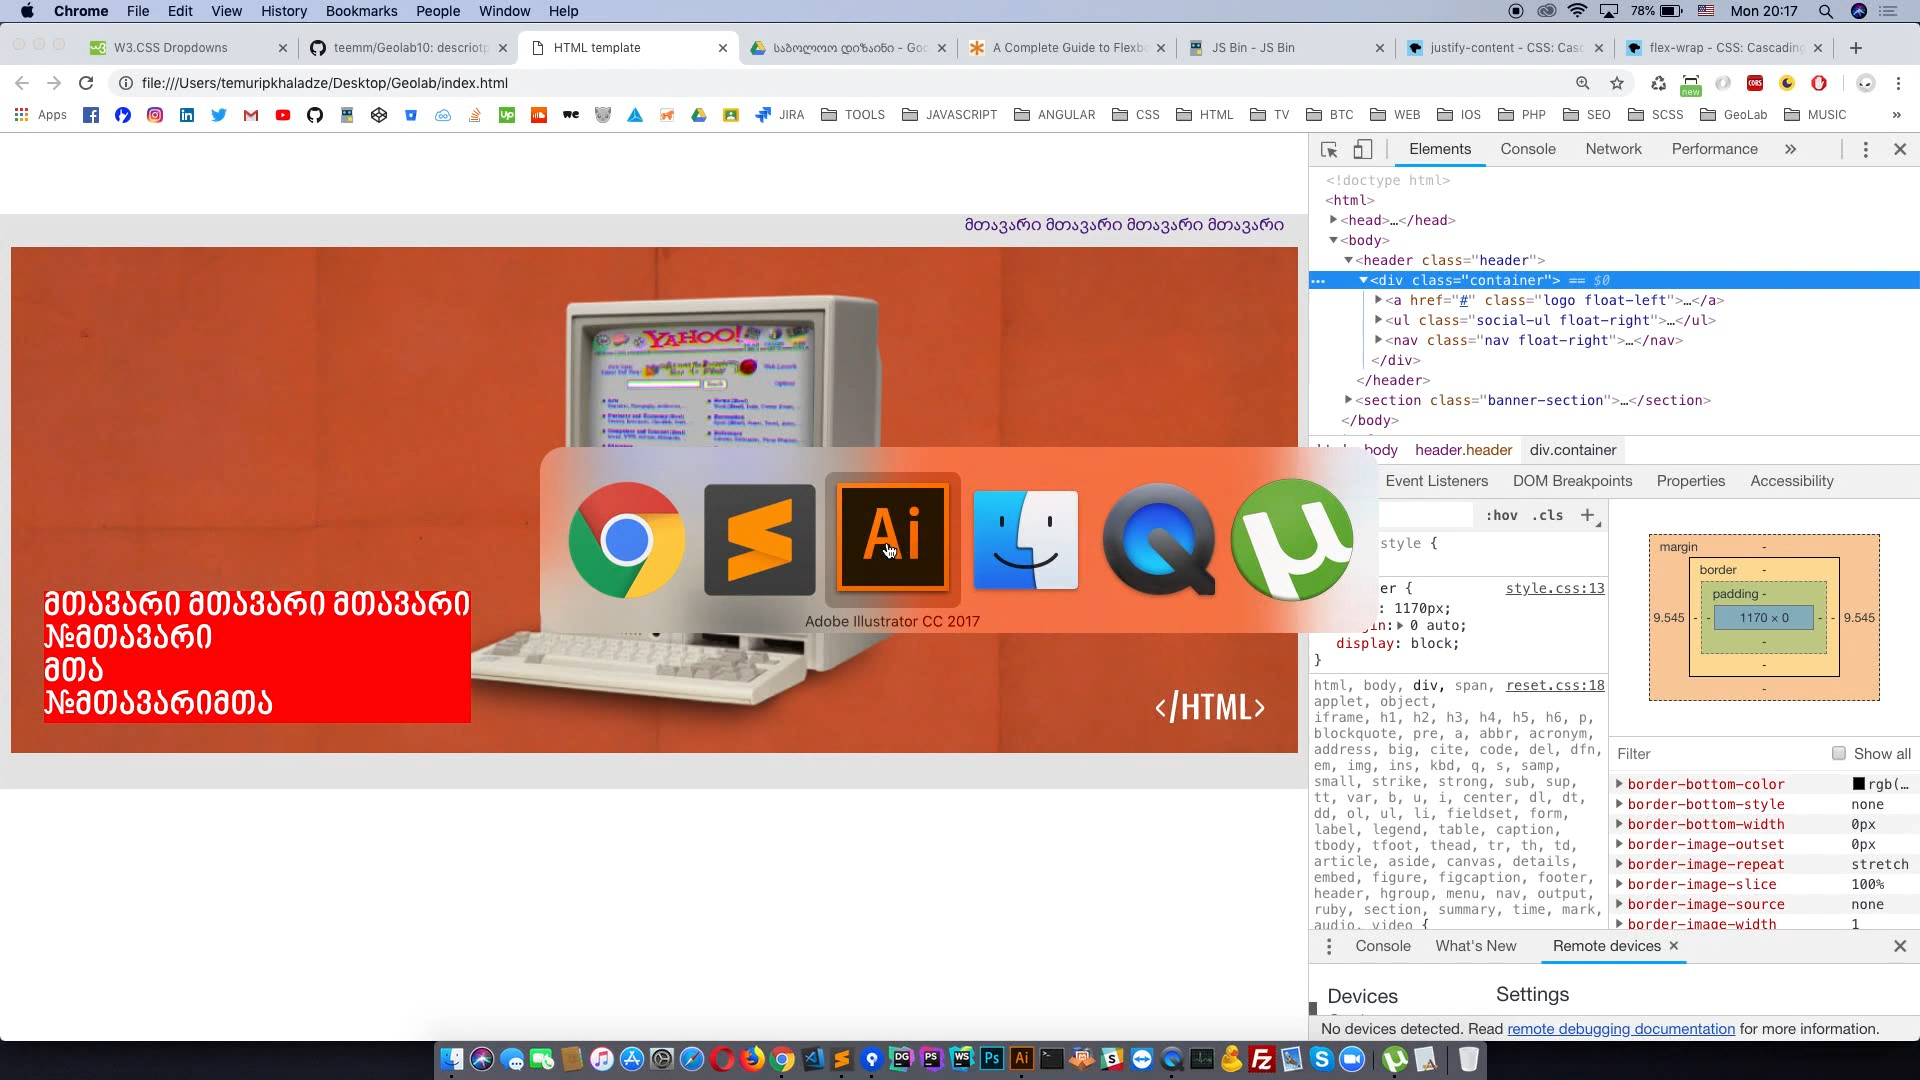 Chrome File Edit View History Bookmarks People Window Help 78% Mon 20:17
W3.CSS Dropdowns
teemm/Geolab10: descriotp
HTML template
საბოლოო დიზაინი - Goo
A Complete Guide to Flexb
JS Bin - JS Bin
justify-content - CSS: Casc
flex-wrap - CSS: Cascading
file:///Users/temuripkhaladze/Desktop/Geolab/index.html
new
CORS
Apps JIRA TOOLS JAVASCRIPT ANGULAR CSS HTML TV BTC WEB IOS PHP SEO SCSS GeoLab MUSIC »
Elements Console Network Performance »
<!doctype html>
<html>
<head>…</head>
<body>
<header class="header">
<div class="container"> == $0
<a href="#" class="logo float-left">…</a>
<ul class="social-ul float-right">…</ul>
<nav class="nav float-right">…</nav>
</div>
</header>
<section class="banner-section">…</section>
</body>
body header.header div.container
Event Listeners DOM Breakpoints Properties Accessibility
:hov .cls +
style {
er { style.css:13
: 1170px;
in: 0 auto;
display: block;
}
html, body, div, span, reset.css:18
applet, object,
iframe, h1, h2, h3, h4, h5, h6, p,
blockquote, pre, a, abbr, acronym,
address, big, cite, code, del, dfn,
em, img, ins, kbd, q, s, samp,
small, strike, strong, sub, sup,
tt, var, b, u, i, center, dl, dt,
dd, ol, ul, li, fieldset, form,
label, legend, table, caption,
tbody, tfoot, thead, tr, th, td,
article, aside, canvas, details,
embed, figure, figcaption, footer,
header, hgroup, menu, nav, output,
ruby, section, summary, time, mark,
audio, video {
margin -
border -
padding -
9.545 - - 1170 × 0 - - 9.545
-
-
-
Filter Show all
border-bottom-color rgb(…
border-bottom-style none
border-bottom-width 0px
border-image-outset 0px
border-image-repeat stretch
border-image-slice 100%
border-image-source none
border-image-width 1
Console What's New Remote devices
Devices Settings
No devices detected. Read remote debugging documentation for more information.
მთავარი მთავარი მთავარი მთავარი
YAHOO!
Search
მთავარი მთავარი მთავარი
№მთავარი
მთა
№მთავარიმთა
</HTML>
Ai
Adobe Illustrator CC 2017